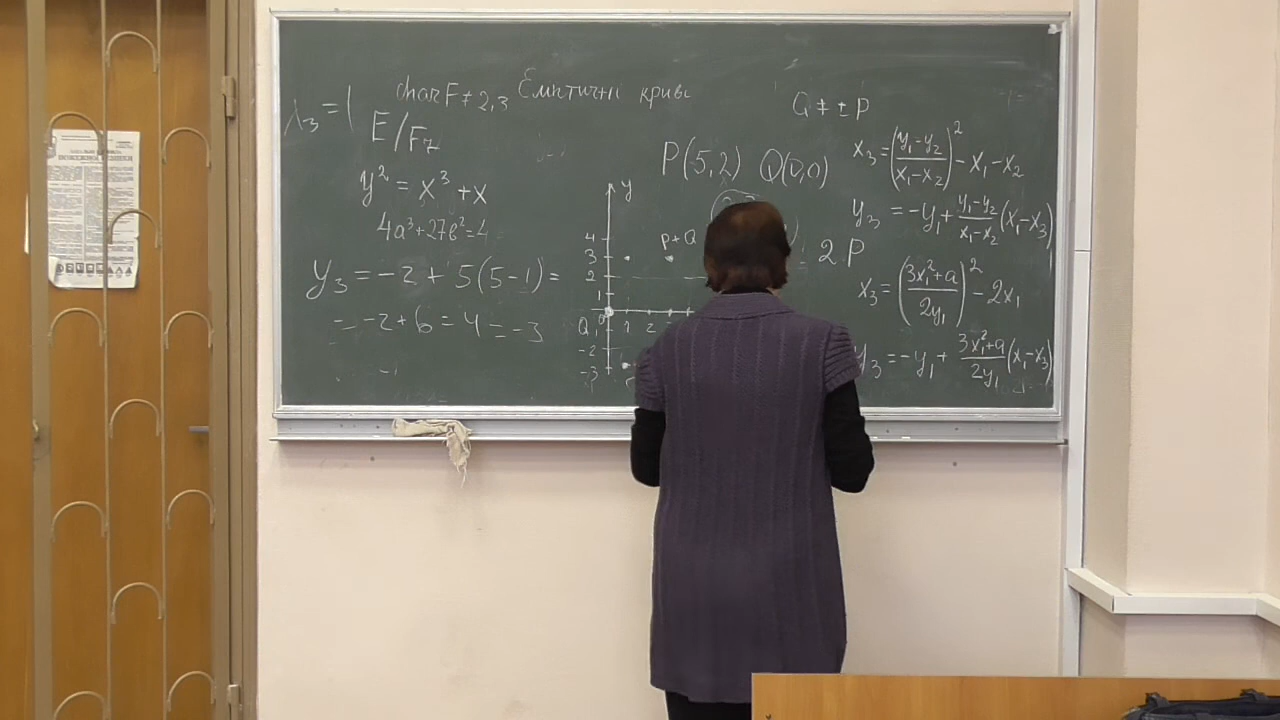 char F ≠ 2,3 Еліптичні криві
λ₃ = 1
E/F₇
y² = x³ + x
4a³+27b²=4
y₃ = -2 + 5(5-1) =
= -2+6 = 4 = -3
y
4
3
2
1
0
Q
1 2
-2
-3
P+Q
P(5,2) Q(0,0)
Q ≠ ± P
x₃ = ((y₁-y₂)/(x₁-x₂))² - x₁ - x₂
y₃ = -y₁ + (y₁-y₂)/(x₁-x₂) (x₁-x₃)
2P
x₃ = ((3x₁²+a)/(2y₁))² - 2x₁
y₃ = -y₁ + (3x₁²+a)/(2y₁) (x₁-x₃)